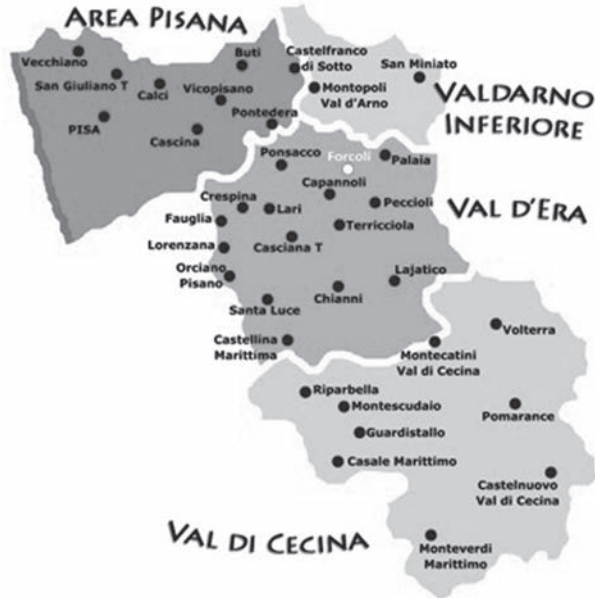 AREA PISANA
Vecchiano
Buti
Castelfranco
di Sotto
San Miniato
San Giuliano T
Calci
Vicopisano
Montopoli
Val d'Arno
VALDARNO
INFERIORE
PISA
Cascina
Pontedera
Ponsacco
Forcoli
Palaia
Capannoli
Crespina
Lari
Peccioli
VAL D'ERA
Fauglia
Terricciola
Lorenzana
Casciana T
Orciano
Pisano
Lajatico
Chianni
Santa Luce
Castellina
Marittima
Montecatini
Val di Cecina
Volterra
Riparbella
Montescudaio
Pomarance
Guardistallo
Casale Marittimo
Castelnuovo
Val di Cecina
VAL DI CECINA
Monteverdi
Marittimo